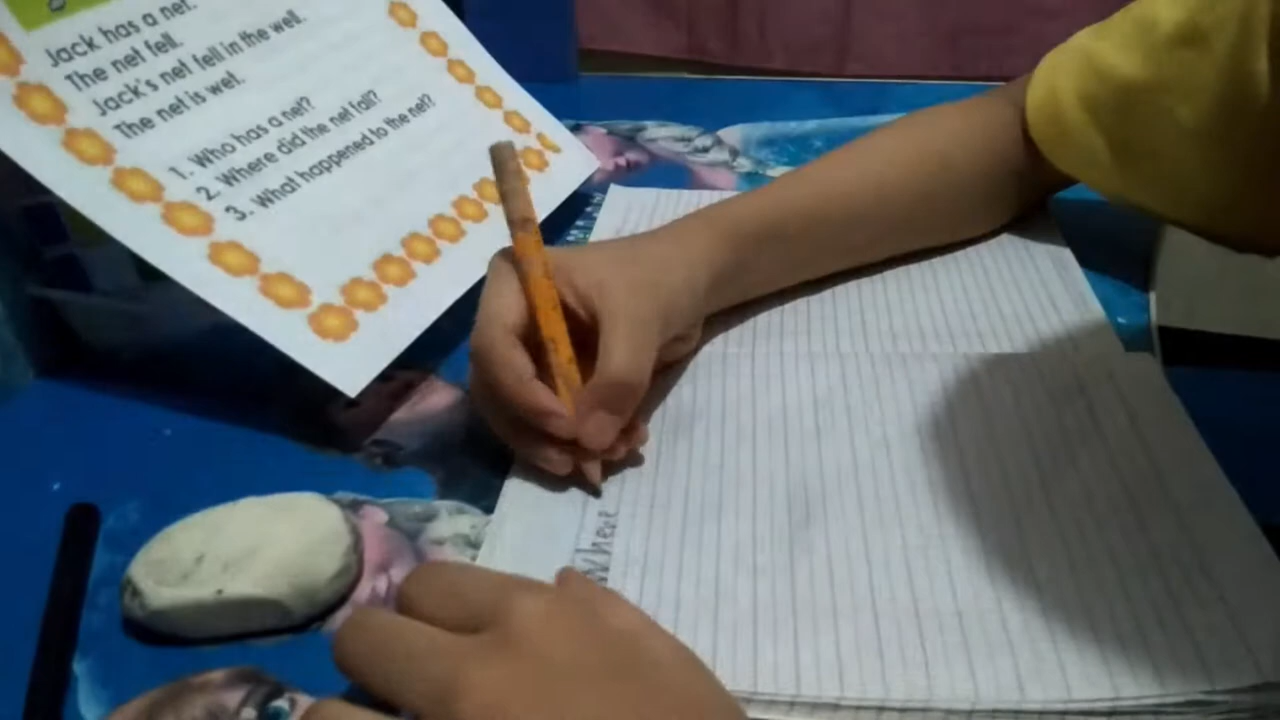 Jack has a net.
The net fell.
Jack's net fell in the well.
The net is wet.
1. Who has a net?
2. Where did the net fall?
3. What happened to the net?
Where